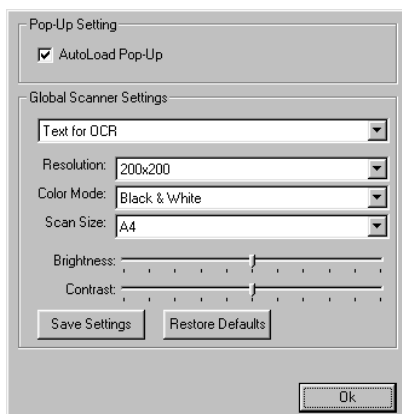 Pop-Up Setting
AutoLoad Pop-Up
Global Scanner Settings
Text for OCR
Resolution: 200x200
Color Mode: Black & White
Scan Size: A4
Brightness:
Contrast:
Save Settings Restore Defaults
Ok